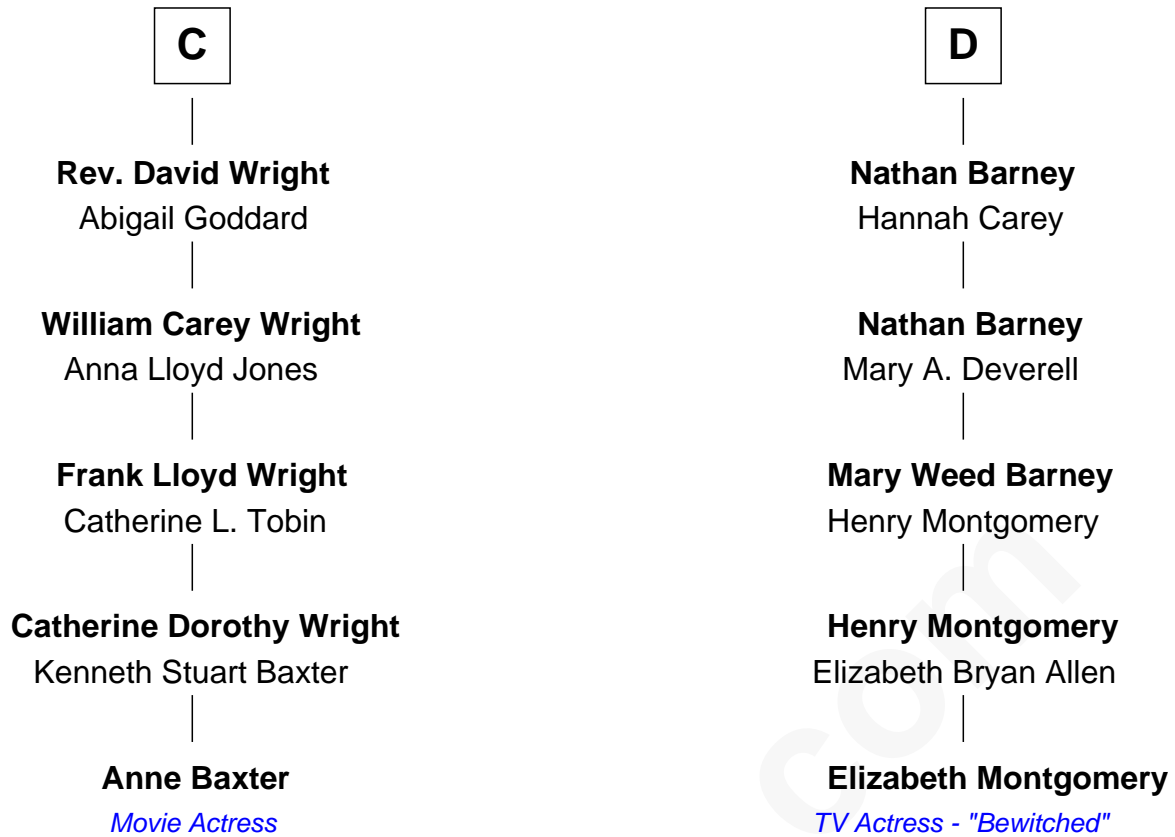 C
Rev. David Wright
Abigail Goddard
William Carey Wright
Anna Lloyd Jones
Frank Lloyd Wright
Catherine L. Tobin
Catherine Dorothy Wright
Kenneth Stuart Baxter
Anne Baxter
Movie Actress
D
Nathan Barney
Hannah Carey
Nathan Barney
Mary A. Deverell
Mary Weed Barney
Henry Montgomery
Henry Montgomery
Elizabeth Bryan Allen
Elizabeth Montgomery
TV Actress - "Bewitched"
com